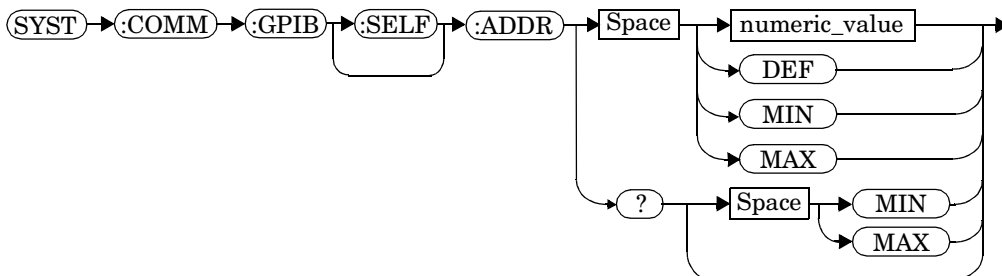 SYST :COMM :GPIB :SELF :ADDR Space numeric_value
DEF
MIN
MAX
? Space MIN
MAX